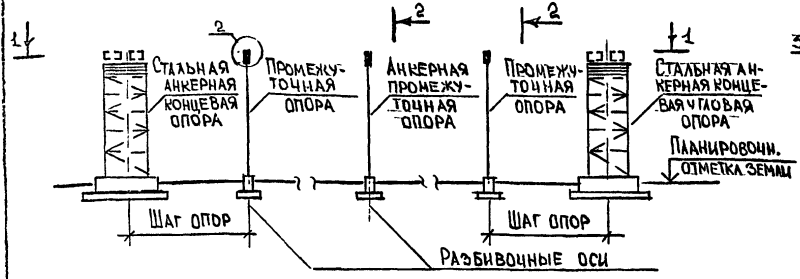 2
2
2
1
1
Стальная
анкерная
концевая
опора
Промежу-
точная
опора
Анкерная
промежу-
точная
опора
Промежу-
точная
опора
Стальная ан-
керная конце-
вая угловая
опора
Планировочн.
отметка земли
Шаг опор
Шаг опор
Разбивочные оси